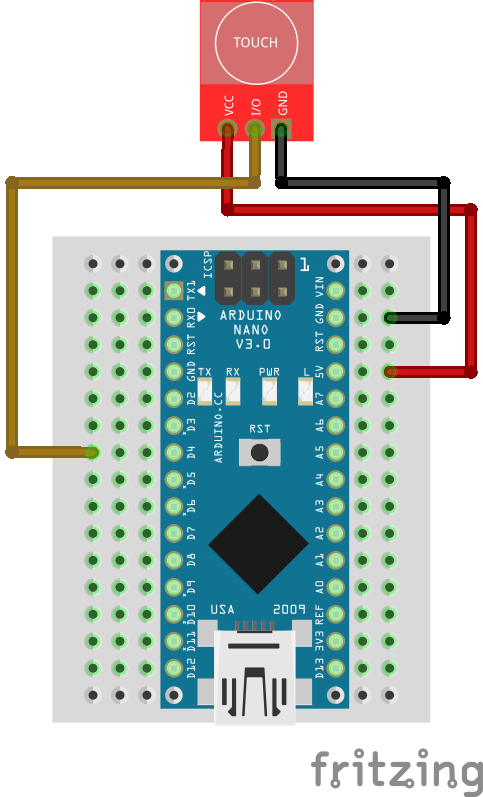 TOUCH
VCC
I/O
GND
ICSP
1
TX1
RX0
RST
GND
D2
D3
D4
D5
D6
D7
D8
D9
D10
D11
D12
ARDUINO
NANO
V3.0
TX RX PWR L
ARDUINO.CC
RST
USA 2009
VIN
GND
RST
5V
A7
A6
A5
A4
A3
A2
A1
A0
REF
3V3
D13
fritzing